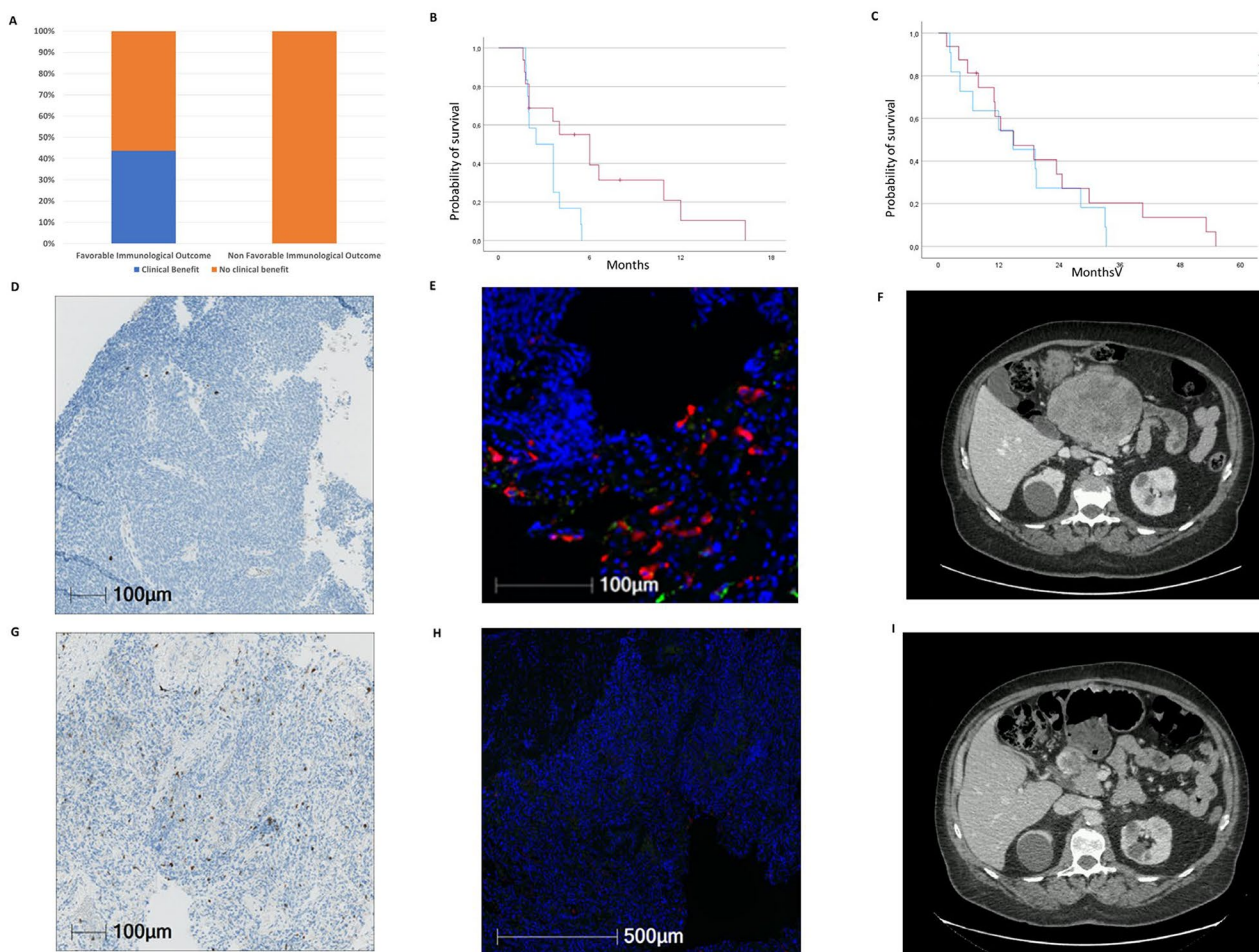 A
100%
90%
80%
70%
60%
50%
40%
30%
20%
10%
0%
Favorable Immunological Outcome
Non Favorable Immunological Outcome
Clinical Benefit
No clinical benefit
B
Probability of survival
1,0
0,8
0,6
0,4
0,2
0,0
0
6
12
18
Months
C
Probability of survival
1,0
0,8
0,6
0,4
0,2
0,0
0
12
24
36
48
60
MonthsV
D
100µm
E
100µm
F
G
100µm
H
500µm
I